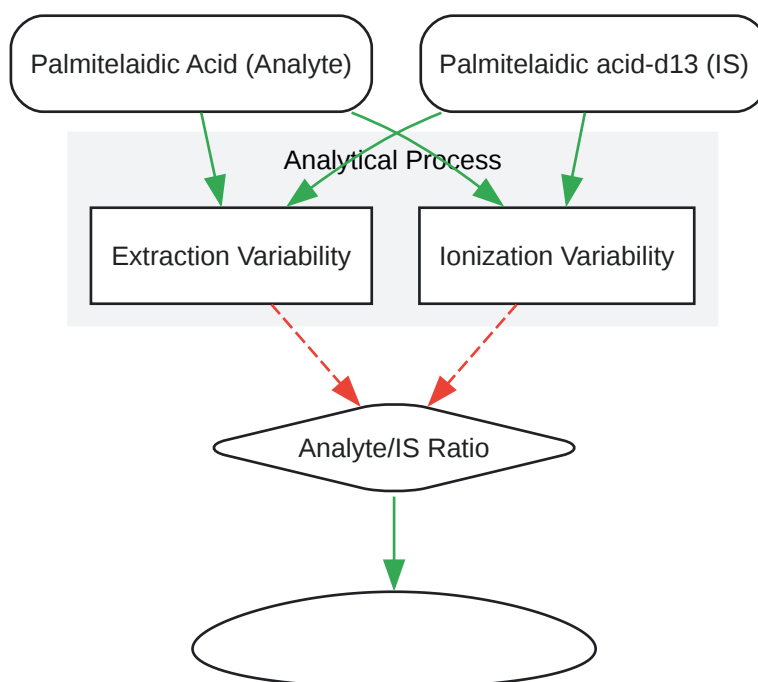 Palmitelaidic Acid (Analyte)
Palmitelaidic acid-d13 (IS)
Analytical Process
Extraction Variability
Ionization Variability
Analyte/IS Ratio